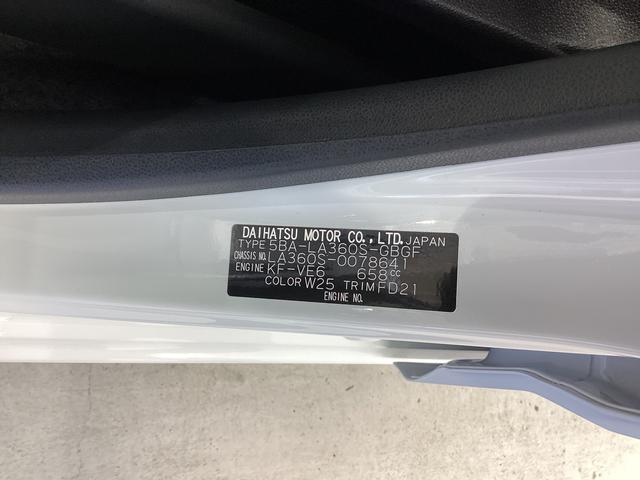 DAIHATSU MOTOR CO.,LTD. JAPAN
TYPE 5BA-LA360S-GBGF
CHASSIS NO. LA360S-0078641
ENGINE KF-VE6 658cc
COLOR W25 TRIM FD21
ENGINE NO.